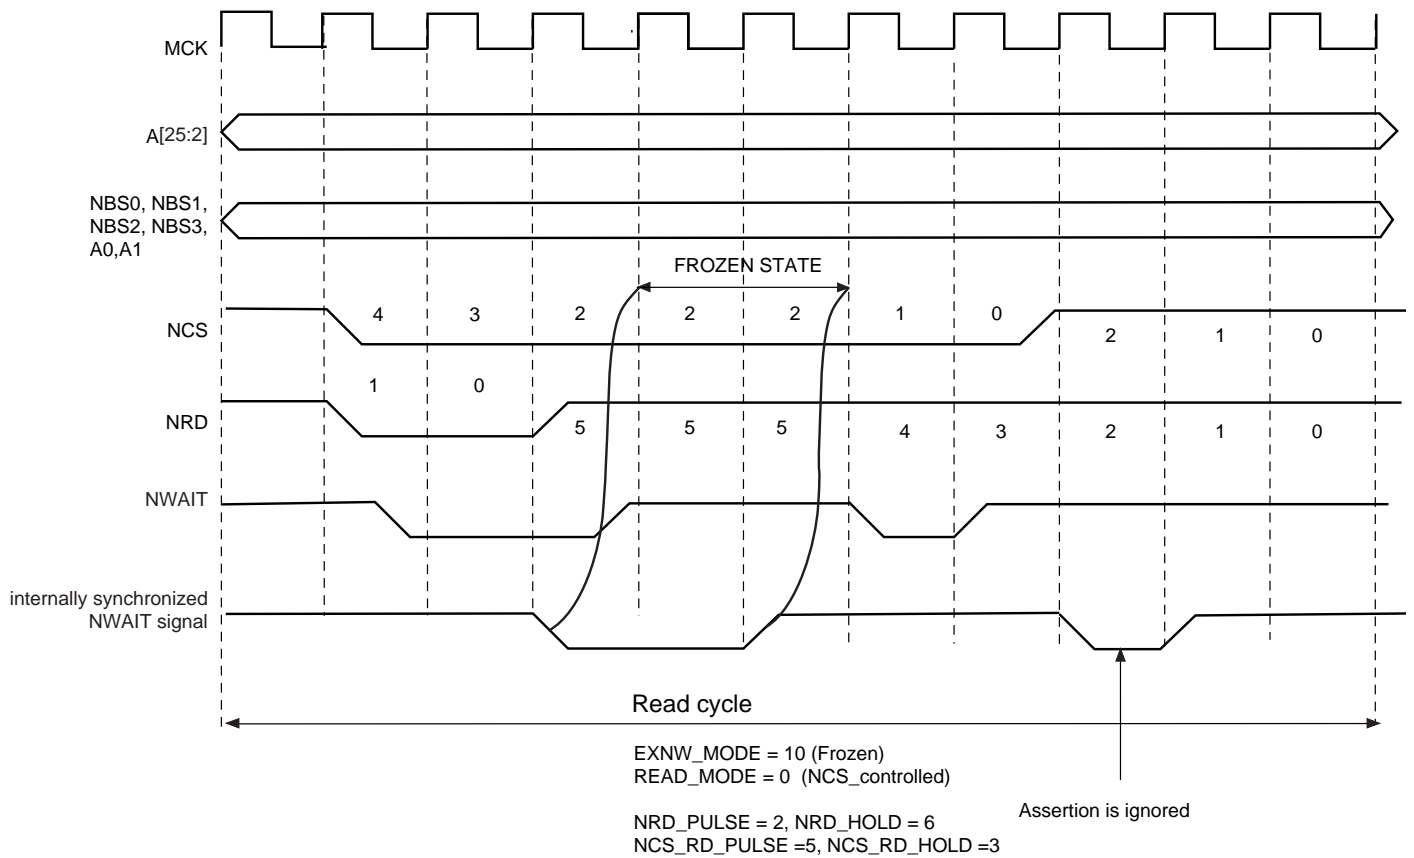 MCK
A[25:2]
NBS0, NBS1,
NBS2, NBS3,
A0,A1
FROZEN STATE
NCS
4 3 2 2 2 1 0
2 1 0
1 0
NRD
5 5 5 4 3 2 1 0
NWAIT
internally synchronized
NWAIT signal
Read cycle
EXNW_MODE = 10 (Frozen)
READ_MODE = 0 (NCS_controlled)
Assertion is ignored
NRD_PULSE = 2, NRD_HOLD = 6
NCS_RD_PULSE =5, NCS_RD_HOLD =3